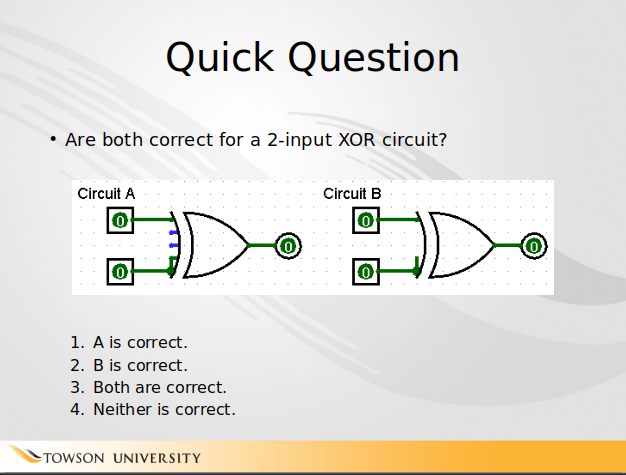 Quick Question
• Are both correct for a 2-input XOR circuit?
Circuit A Circuit B
0 0
0 0
0 0
1. A is correct.
2. B is correct.
3. Both are correct.
4. Neither is correct.
TOWSON UNIVERSITY